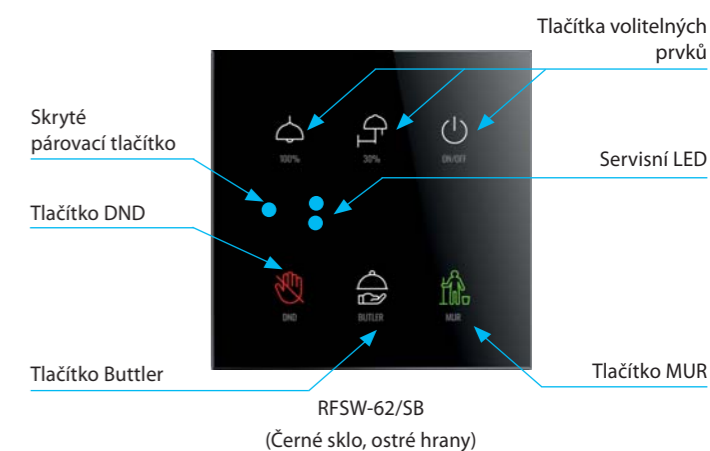 Tlačítka volitelných
prvků
Skryté
párovací tlačítko
Servisní LED
Tlačítko DND
100%
30%
ON/OFF
DND
BUTLER
MUR
Tlačítko Buttler
Tlačítko MUR
RFSW-62/SB
(Černé sklo, ostré hrany)